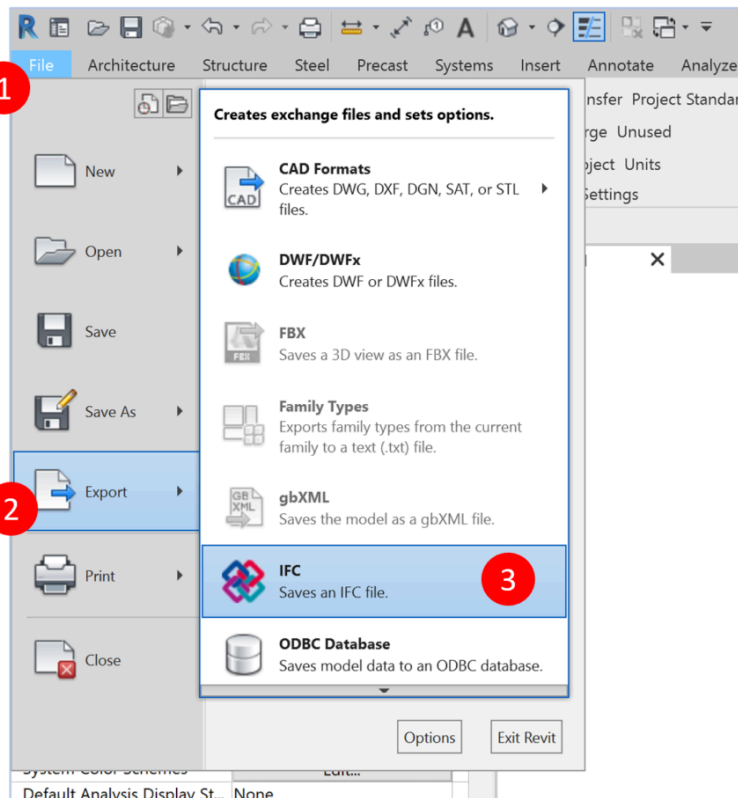 R
A
File Architecture Structure Steel Precast Systems Insert Annotate Analyze
1
Creates exchange files and sets options.
nsfer Project Standar
rge Unused
ject Units
Settings
New
CAD Formats
Creates DWG, DXF, DGN, SAT, or STL
files.
CAD
Open
DWF/DWFx
Creates DWF or DWFx files.
Save
FBX
Saves a 3D view as an FBX file.
FBX
Save As
Family Types
Exports family types from the current
family to a text (.txt) file.
2
Export
gbXML
Saves the model as a gbXML file.
GB
XML
Print
IFC
Saves an IFC file.
3
Close
ODBC Database
Saves model data to an ODBC database.
Options
Exit Revit
System Color Schemes
Edit...
Default Analysis Display St... None